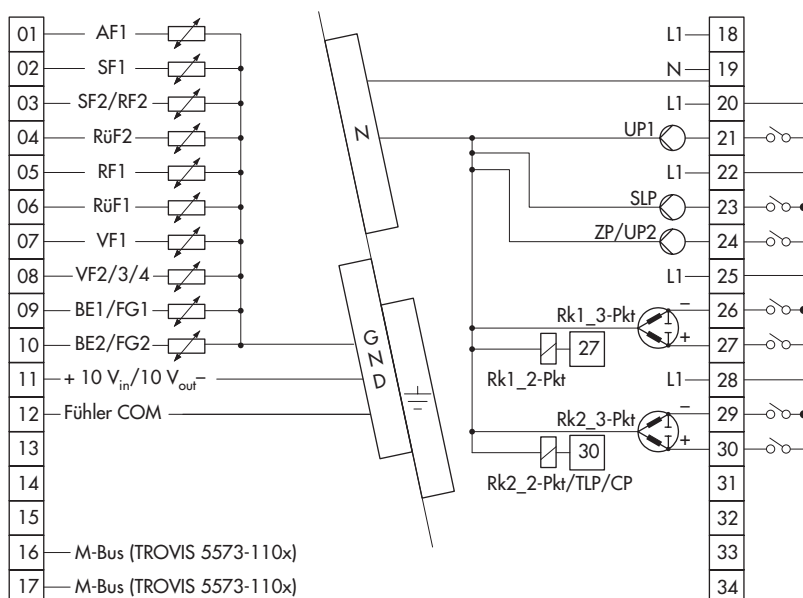 01 AF1
02 SF1
03 SF2/RF2
04 RüF2
05 RF1
06 RüF1
07 VF1
08 VF2/3/4
09 BE1/FG1
10 BE2/FG2
11 + 10 Vin/10 Vout–
12 Fühler COM
13
14
15
16 M-Bus (TROVIS 5573-110x)
17 M-Bus (TROVIS 5573-110x)
N
GND
L1 18
N 19
L1 20
UP1 21
L1 22
SLP 23
ZP/UP2 24
L1 25
Rk1_3-Pkt – 26
+ 27
27
Rk1_2-Pkt
L1 28
Rk2_3-Pkt – 29
+ 30
30
Rk2_2-Pkt/TLP/CP
31
32
33
34